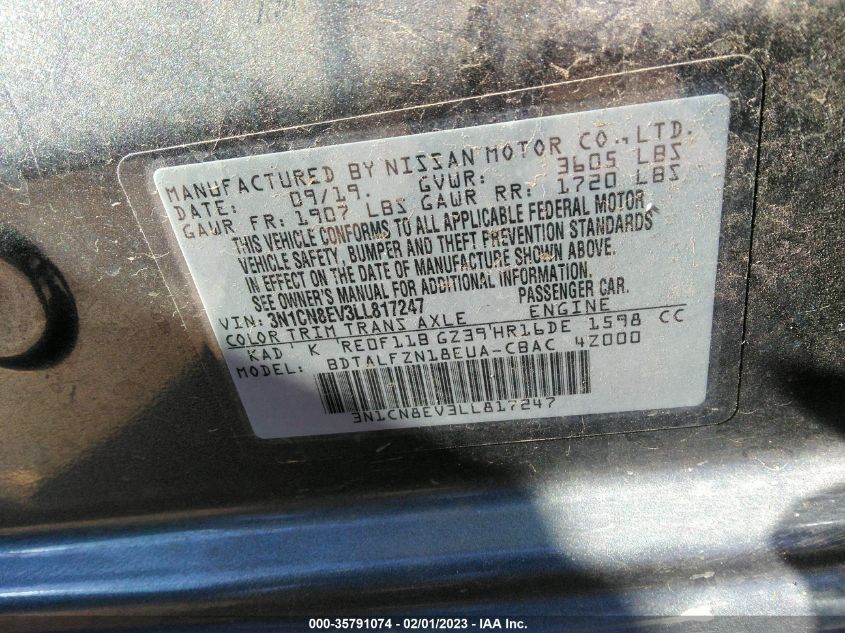 MANUFACTURED BY NISSAN MOTOR CO., LTD.
DATE: 09/19. GVWR: 3605 LBS
GAWR FR: 1907 LBS GAWR RR: 1720 LBS
THIS VEHICLE CONFORMS TO ALL APPLICABLE FEDERAL MOTOR
VEHICLE SAFETY, BUMPER AND THEFT PREVENTION STANDARDS
IN EFFECT ON THE DATE OF MANUFACTURE SHOWN ABOVE.
SEE OWNER'S MANUAL FOR ADDITIONAL INFORMATION.
VIN: 3N1CN8EV3LL817247 PASSENGER CAR.
COLOR TRIM TRANS AXLE ENGINE
KAD K RE0F11B GZ39 HR16DE 1598 CC
MODEL: BDTALFZN18EUA-CBAC 4Z000
3N1CN8EV3LL817247
000-35791074 / 02/01/2023 / © IAA Inc.